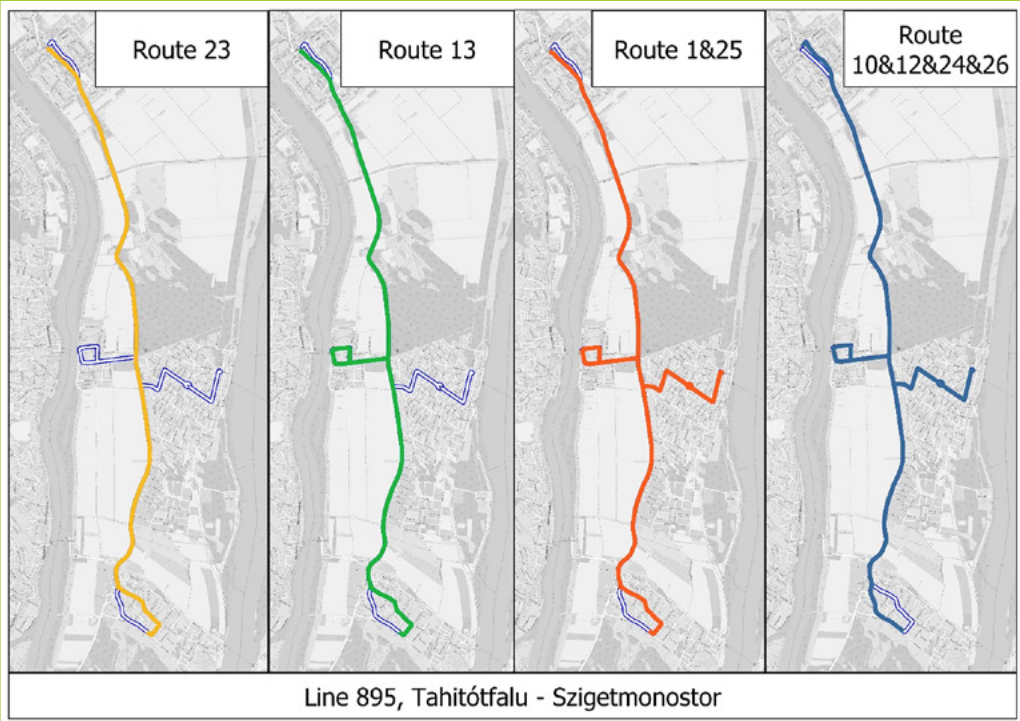 Route 23
Route 13
Route 1&25
Route
10&12&24&26
Line 895, Tahitótfalu - Szigetmonostor